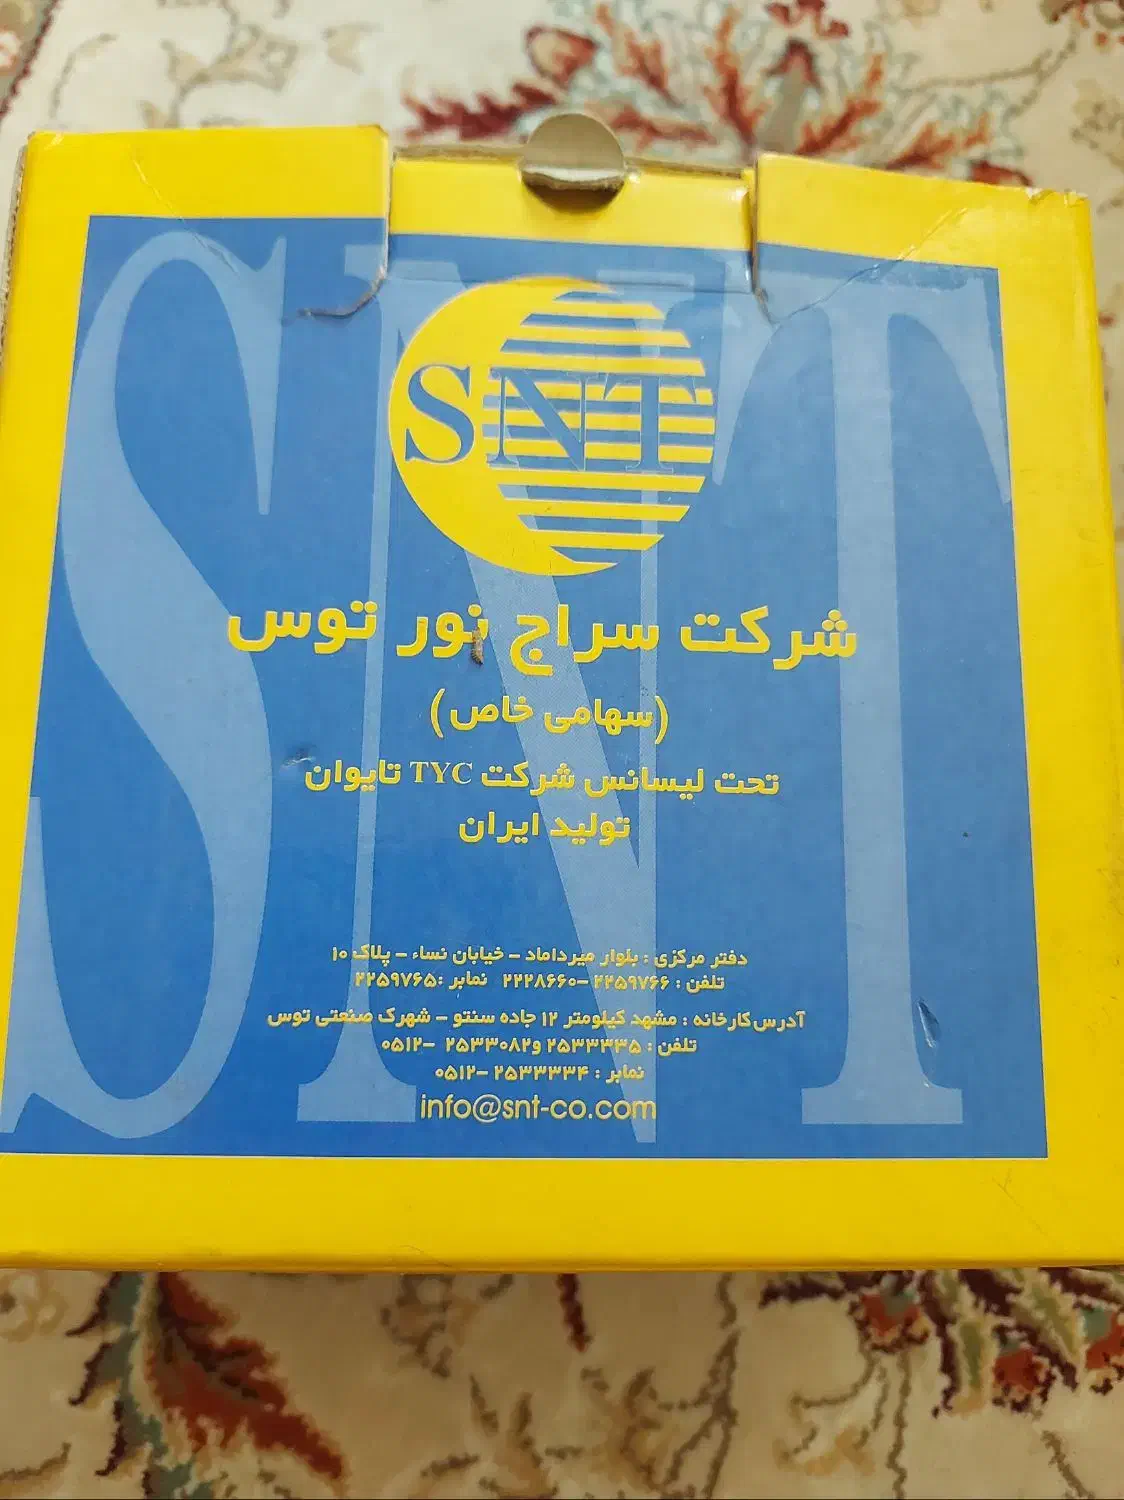 SNT
SNT
شرکت سراج نور توس
(سهامی خاص)
تحت لیسانس شرکت TYC تایوان
تولید ایران
دفتر مرکزی : بلوار میرداماد - خیابان نساء - پلاک ۱۰
تلفن : ۲۲۵۹۷۶۶ -۲۲۲۸۶۶۰ نمابر :۲۲۵۹۷۶۵
آدرس کارخانه : مشهد کیلومتر ۱۲ جاده سنتو - شهرک صنعتی توس
تلفن : ۲۵۳۳۳۳۵ و۲۵۳۳۰۸۲ -۰۵۱۲
نمابر : ۲۵۳۳۳۳۴ -۰۵۱۲
info@snt-co.com